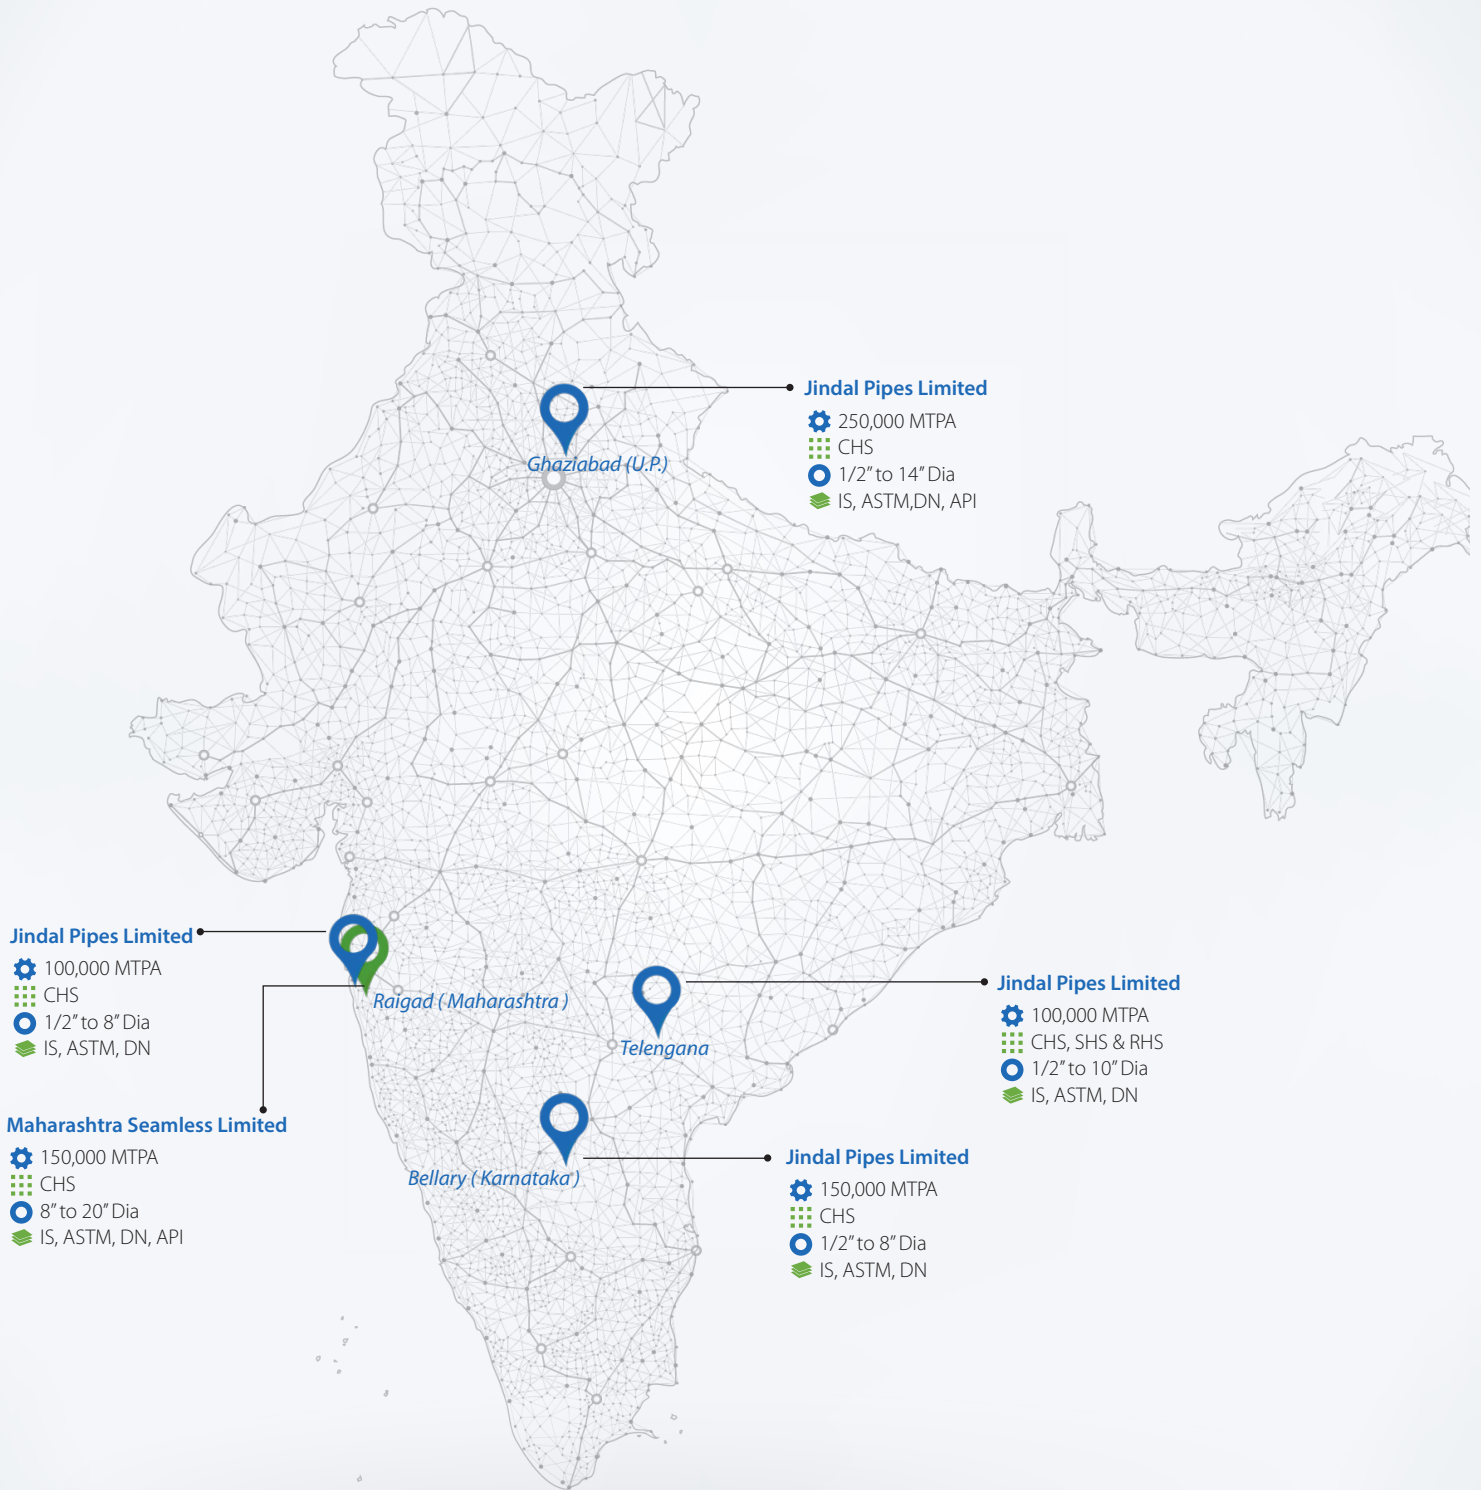 Jindal Pipes Limited
250,000 MTPA
CHS
1/2” to 14” Dia
IS, ASTM,DN, API
Ghaziabad (U.P.)
Jindal Pipes Limited
100,000 MTPA
CHS
1/2” to 8” Dia
IS, ASTM, DN
Raigad ( Maharashtra )
Maharashtra Seamless Limited
150,000 MTPA
CHS
8” to 20” Dia
IS, ASTM, DN, API
Telengana
Jindal Pipes Limited
100,000 MTPA
CHS, SHS & RHS
1/2” to 10” Dia
IS, ASTM, DN
Bellary ( Karnataka )
Jindal Pipes Limited
150,000 MTPA
CHS
1/2” to 8” Dia
IS, ASTM, DN